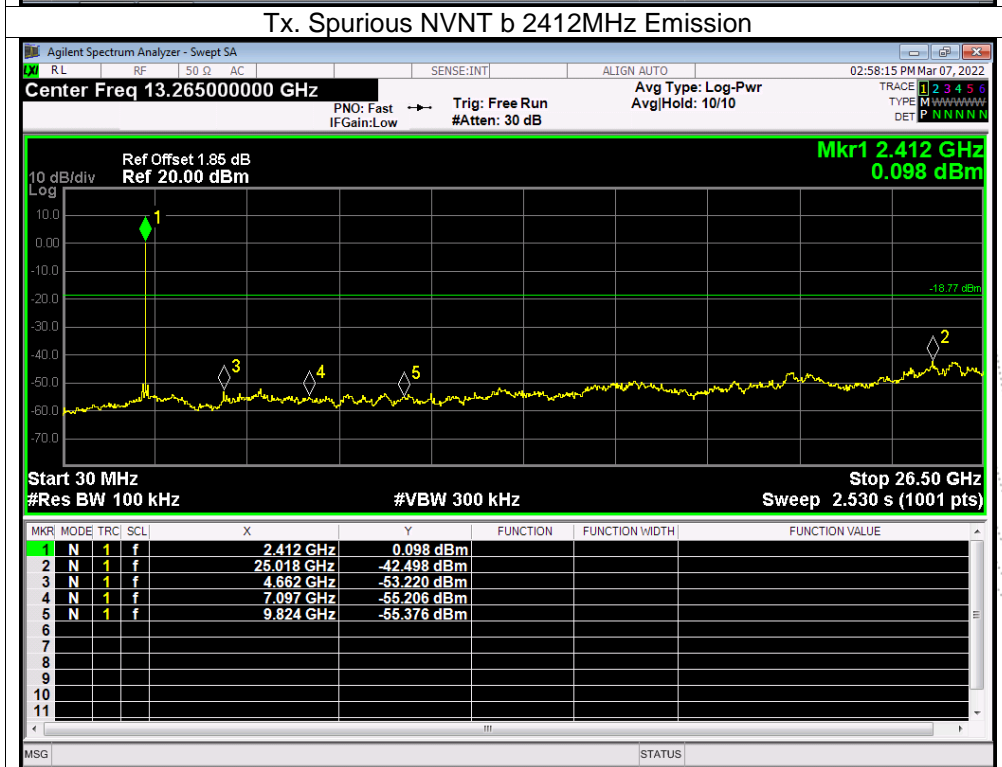 Tx. Spurious NVNT b 2412MHz Emission
Agilent Spectrum Analyzer - Swept SA
LXI RL RF 50 Ω AC SENSE:INT ALIGN AUTO 02:58:15 PM Mar 07, 2022
Center Freq 13.265000000 GHz Avg Type: Log-Pwr TRACE 1 2 3 4 5 6
PNO: Fast Trig: Free Run Avg|Hold: 10/10 TYPE M WWWWW
IFGain:Low #Atten: 30 dB DET P N N N N N
Mkr1 2.412 GHz
0.098 dBm
Ref Offset 1.85 dB
10 dB/div Ref 20.00 dBm
Log
10.0
1
0.00
-10.0
-18.77 dBm
-20.0
-30.0
2
-40.0
3 4 5
-50.0
-60.0
-70.0
Start 30 MHz Stop 26.50 GHz
#Res BW 100 kHz #VBW 300 kHz Sweep 2.530 s (1001 pts)
MKR MODE TRC SCL X Y FUNCTION FUNCTION WIDTH FUNCTION VALUE
1 N 1 f 2.412 GHz 0.098 dBm
2 N 1 f 25.018 GHz -42.498 dBm
3 N 1 f 4.662 GHz -53.220 dBm
4 N 1 f 7.097 GHz -55.206 dBm
5 N 1 f 9.824 GHz -55.376 dBm
6
7
8
9
10
11
MSG STATUS